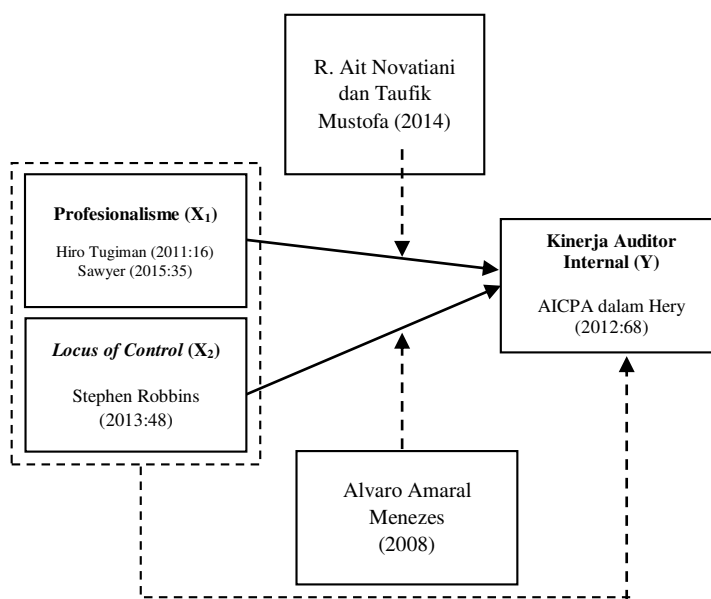 R. Ait Novatiani
dan Taufik
Mustofa (2014)
Profesionalisme (X₁)
Hiro Tugiman (2011:16)
Sawyer (2015:35)
Kinerja Auditor
Internal (Y)
AICPA dalam Hery
(2012:68)
Locus of Control (X₂)
Stephen Robbins
(2013:48)
Alvaro Amaral
Menezes
(2008)